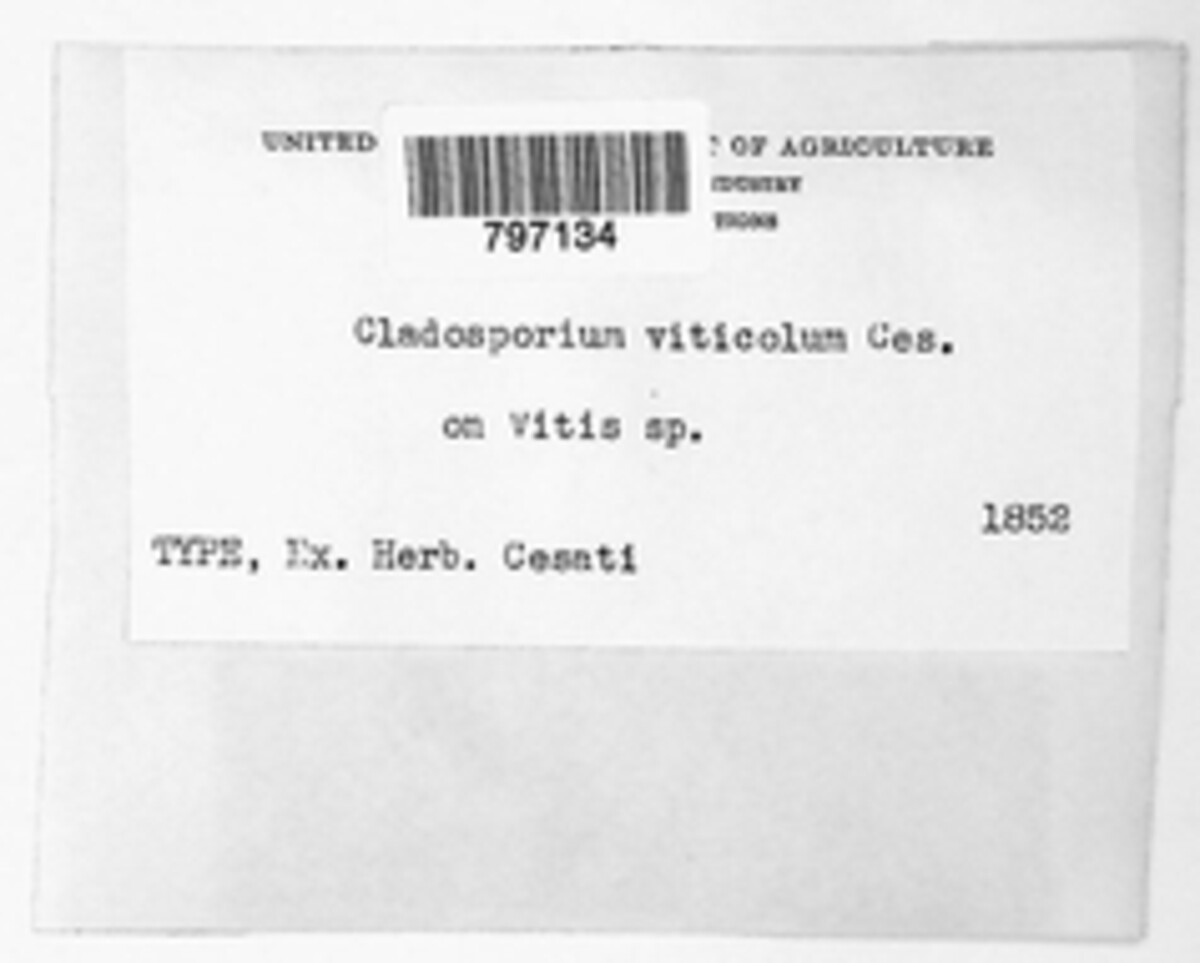 UNITED OF AGRICULTURE
797134
Cladosporium viticolum Ces.
on Vitis sp.
1852
TYPE, Ex. Herb. Cesati